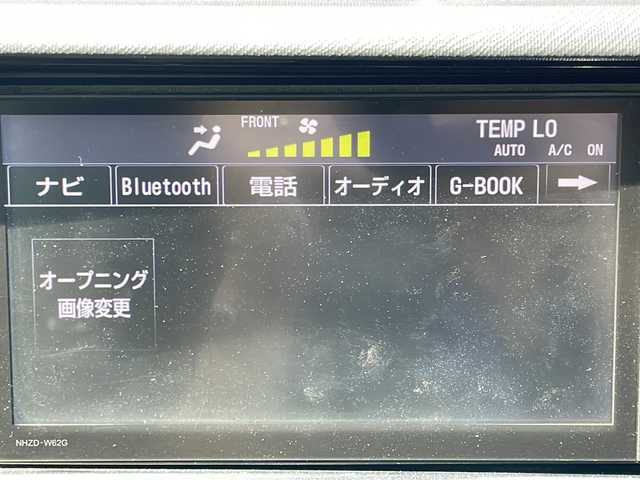 FRONT
TEMP LO
AUTO A/C ON
ナビ Bluetooth 電話 オーディオ G-BOOK
オープニング
画像変更
NHZD-W62G